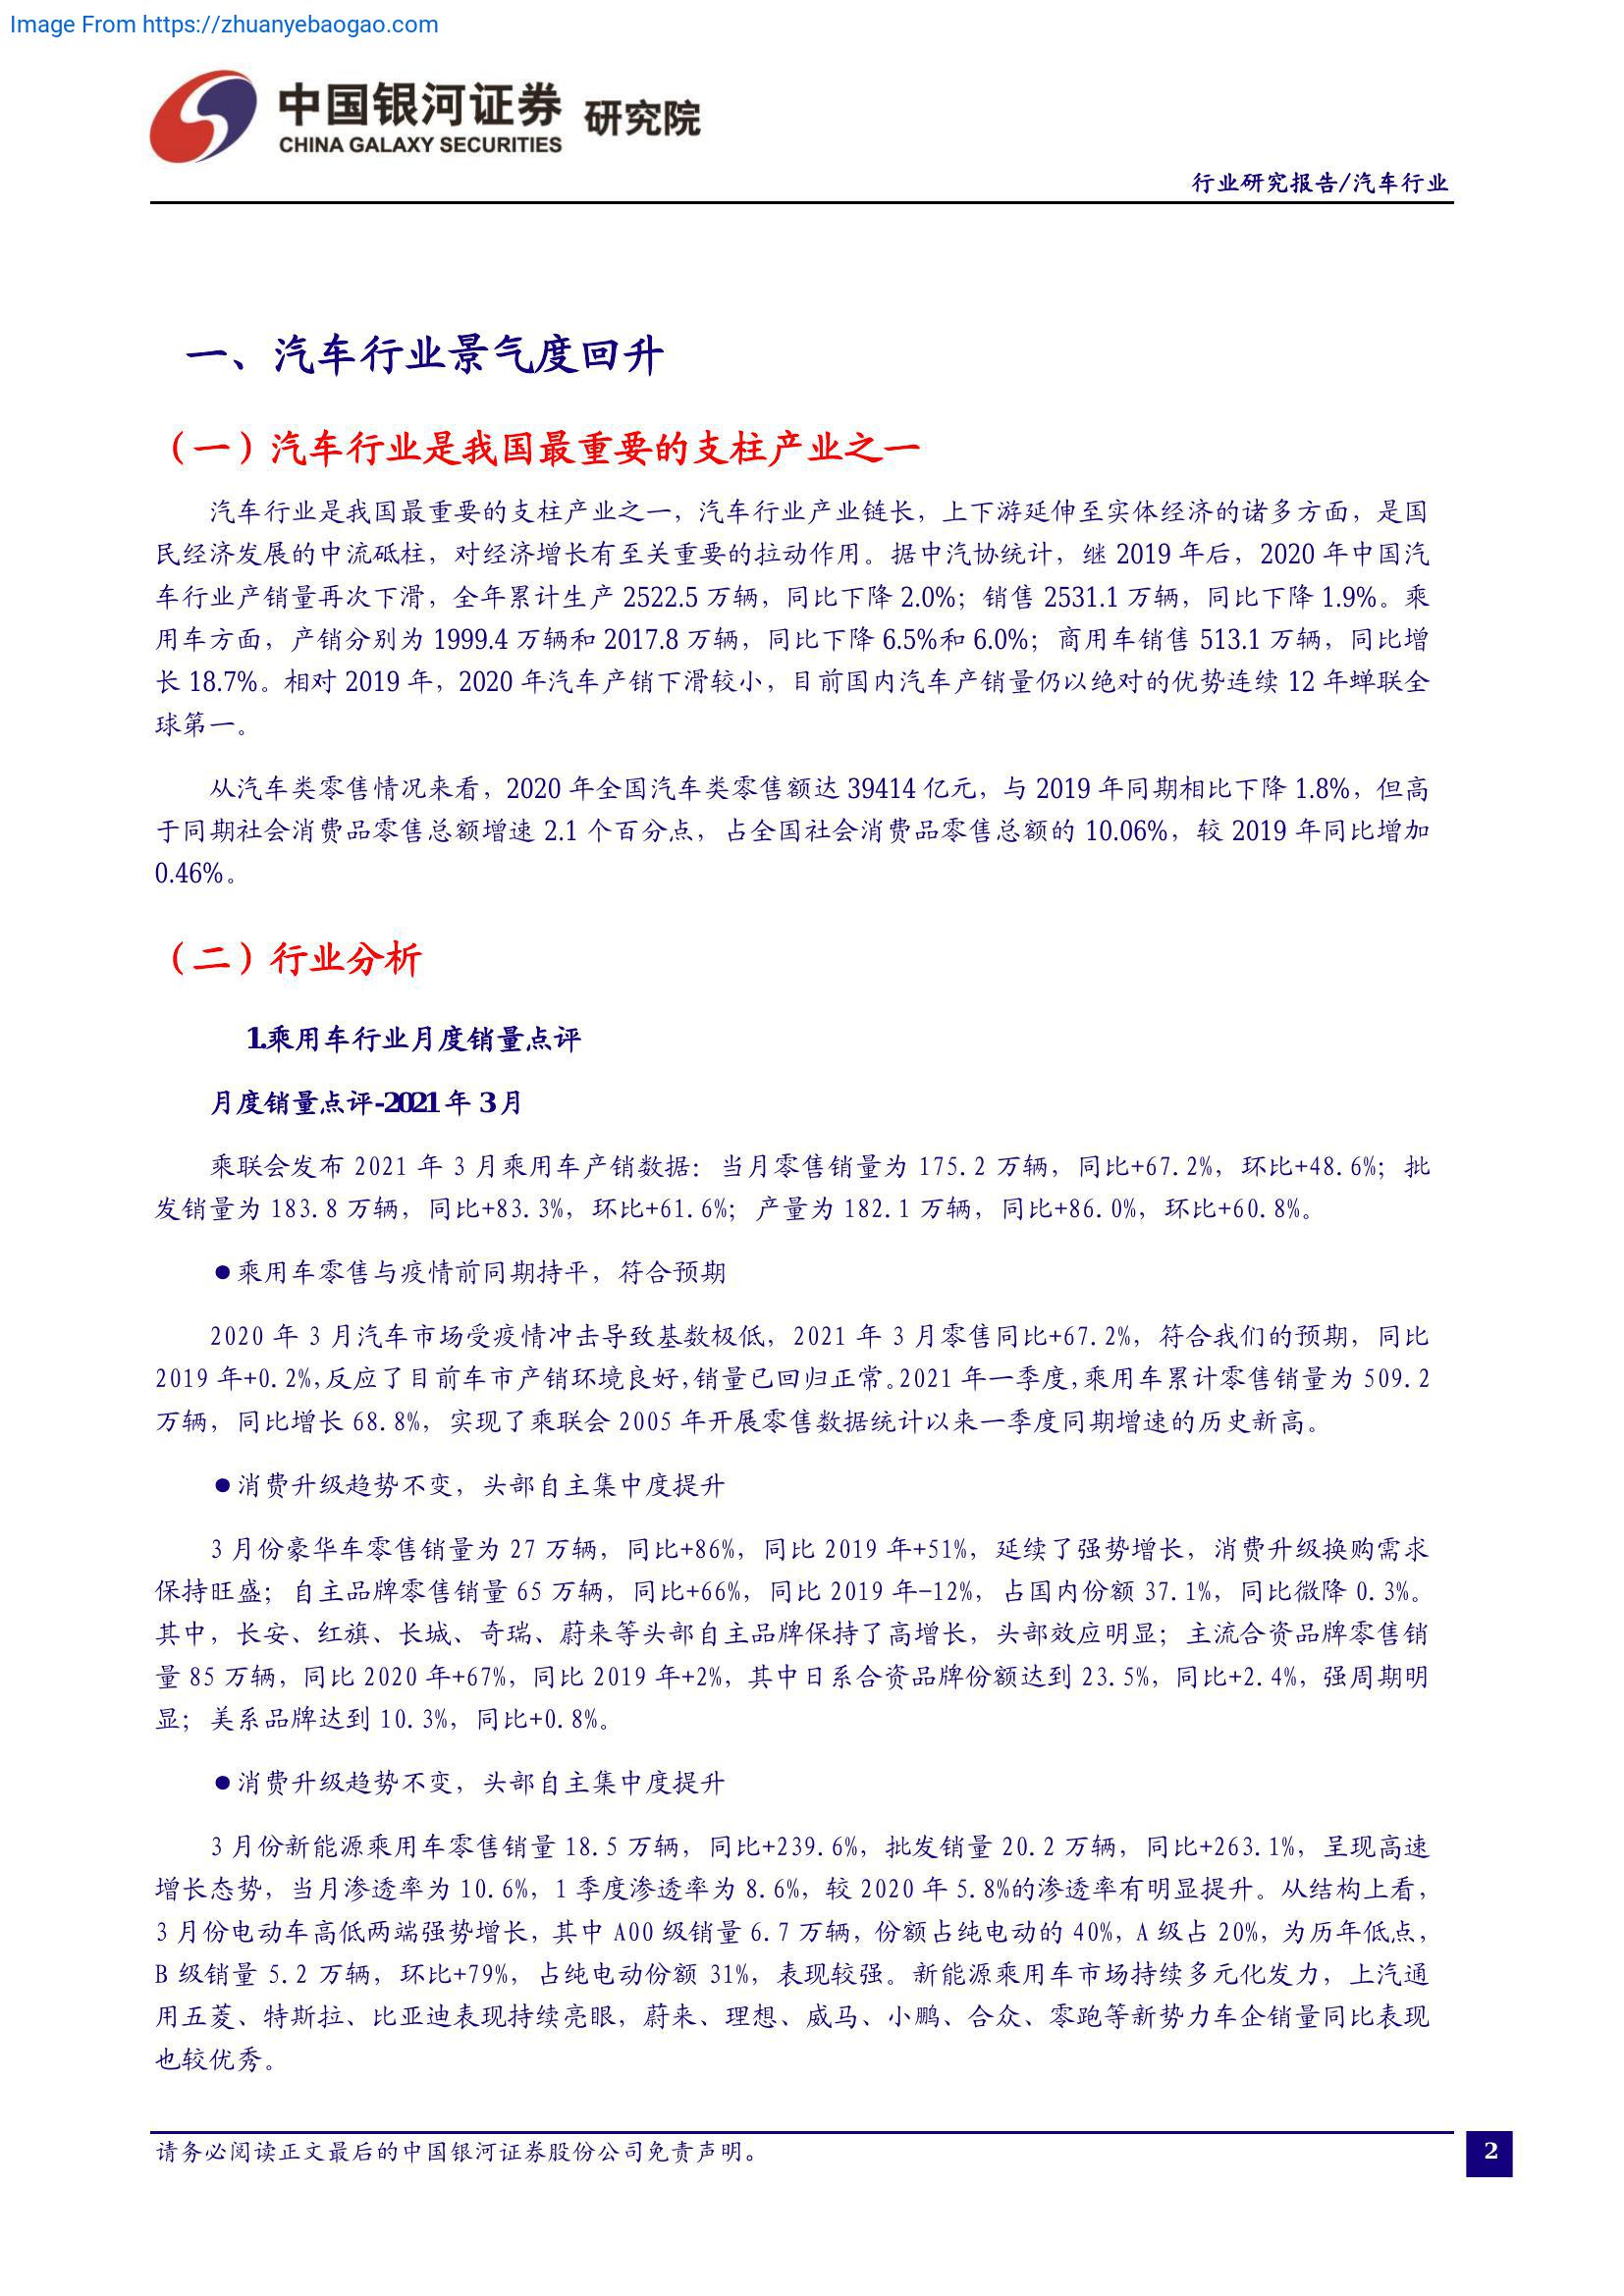 Image From https://zhuanyebaogao.com
中国银河证券 研究院
CHINA GALAXY SECURITIES
行业研究报告/汽车行业
一、汽车行业景气度回升
（一）汽车行业是我国最重要的支柱产业之一
汽车行业是我国最重要的支柱产业之一，汽车行业产业链长，上下游延伸至实体经济的诸多方面，是国
民经济发展的中流砥柱，对经济增长有至关重要的拉动作用。据中汽协统计，继 2019 年后，2020 年中国汽
车行业产销量再次下滑，全年累计生产 2522.5 万辆，同比下降 2.0%；销售 2531.1 万辆，同比下降 1.9%。乘
用车方面，产销分别为 1999.4 万辆和 2017.8 万辆，同比下降 6.5%和 6.0%；商用车销售 513.1 万辆，同比增
长 18.7%。相对 2019 年，2020 年汽车产销下滑较小，目前国内汽车产销量仍以绝对的优势连续 12 年蝉联全
球第一。
从汽车类零售情况来看，2020 年全国汽车类零售额达 39414 亿元，与 2019 年同期相比下降 1.8%，但高
于同期社会消费品零售总额增速 2.1 个百分点，占全国社会消费品零售总额的 10.06%，较 2019 年同比增加
0.46%。
（二）行业分析
1.乘用车行业月度销量点评
月度销量点评-2021 年 3 月
乘联会发布 2021 年 3 月乘用车产销数据：当月零售销量为 175.2 万辆，同比+67.2%，环比+48.6%；批
发销量为 183.8 万辆，同比+83.3%，环比+61.6%；产量为 182.1 万辆，同比+86.0%，环比+60.8%。
●乘用车零售与疫情前同期持平，符合预期
2020 年 3 月汽车市场受疫情冲击导致基数极低，2021 年 3 月零售同比+67.2%，符合我们的预期，同比
2019 年+0.2%,反应了目前车市产销环境良好,销量已回归正常。2021 年一季度,乘用车累计零售销量为 509.2
万辆，同比增长 68.8%，实现了乘联会 2005 年开展零售数据统计以来一季度同期增速的历史新高。
●消费升级趋势不变，头部自主集中度提升
3 月份豪华车零售销量为 27 万辆，同比+86%，同比 2019 年+51%，延续了强势增长，消费升级换购需求
保持旺盛；自主品牌零售销量 65 万辆，同比+66%，同比 2019 年-12%，占国内份额 37.1%，同比微降 0.3%。
其中，长安、红旗、长城、奇瑞、蔚来等头部自主品牌保持了高增长，头部效应明显；主流合资品牌零售销
量 85 万辆，同比 2020 年+67%，同比 2019 年+2%，其中日系合资品牌份额达到 23.5%，同比+2.4%，强周期明
显；美系品牌达到 10.3%，同比+0.8%。
●消费升级趋势不变，头部自主集中度提升
3 月份新能源乘用车零售销量 18.5 万辆，同比+239.6%，批发销量 20.2 万辆，同比+263.1%，呈现高速
增长态势，当月渗透率为 10.6%，1 季度渗透率为 8.6%，较 2020 年 5.8%的渗透率有明显提升。从结构上看，
3 月份电动车高低两端强势增长，其中 A00 级销量 6.7 万辆，份额占纯电动的 40%，A 级占 20%，为历年低点，
B 级销量 5.2 万辆，环比+79%，占纯电动份额 31%，表现较强。新能源乘用车市场持续多元化发力，上汽通
用五菱、特斯拉、比亚迪表现持续亮眼，蔚来、理想、威马、小鹏、合众、零跑等新势力车企销量同比表现
也较优秀。
请务必阅读正文最后的中国银河证券股份公司免责声明。
2